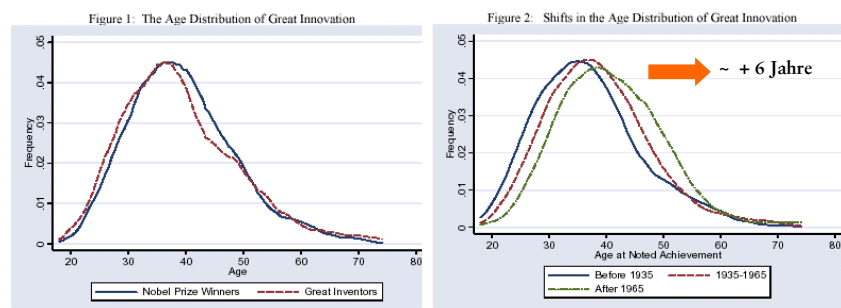 Figure 1: The Age Distribution of Great Innovation
.05
.04
.03
.02
.01
0
Frequency
20 30 40 50 60 70 80
Age
Nobel Prize Winners Great Inventors
Figure 2: Shifts in the Age Distribution of Great Innovation
~ + 6 Jahre
.05
.04
.03
.02
.01
0
Frequency
20 30 40 50 60 70 80
Age at Noted Achievement
Before 1935 1935-1965
After 1965